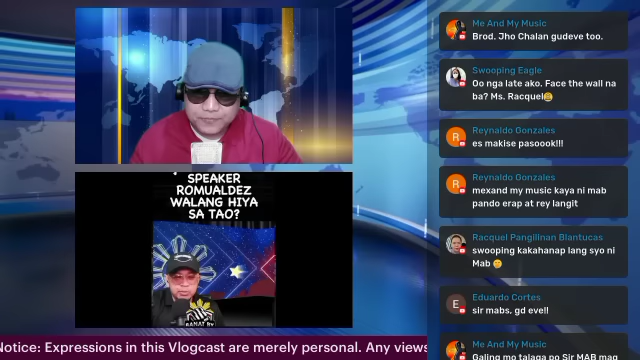 SPEAKER
ROMUALDEZ
WALANG HIYA
SA TAO?
BANAT BY
Notice: Expressions in this Vlogcast are merely personal. Any views
Me And My Music
Brod. Jho Chalan gudeve too.
Swooping Eagle
Oo nga late ako. Face the wall na
ba? Ms. Racquel😩
R
Reynaldo Gonzales
es makise pasoook!!!
R
Reynaldo Gonzales
mexand my music kaya ni mab
pando erap at rey langit
Racquel Pangilinan Blantucas
swooping kakahanap lang syo ni
Mab 🤭
E
Eduardo Cortes
sir mabs, gd eve!!
Me And My Music
Galing mo talaga po Sir MAB mag